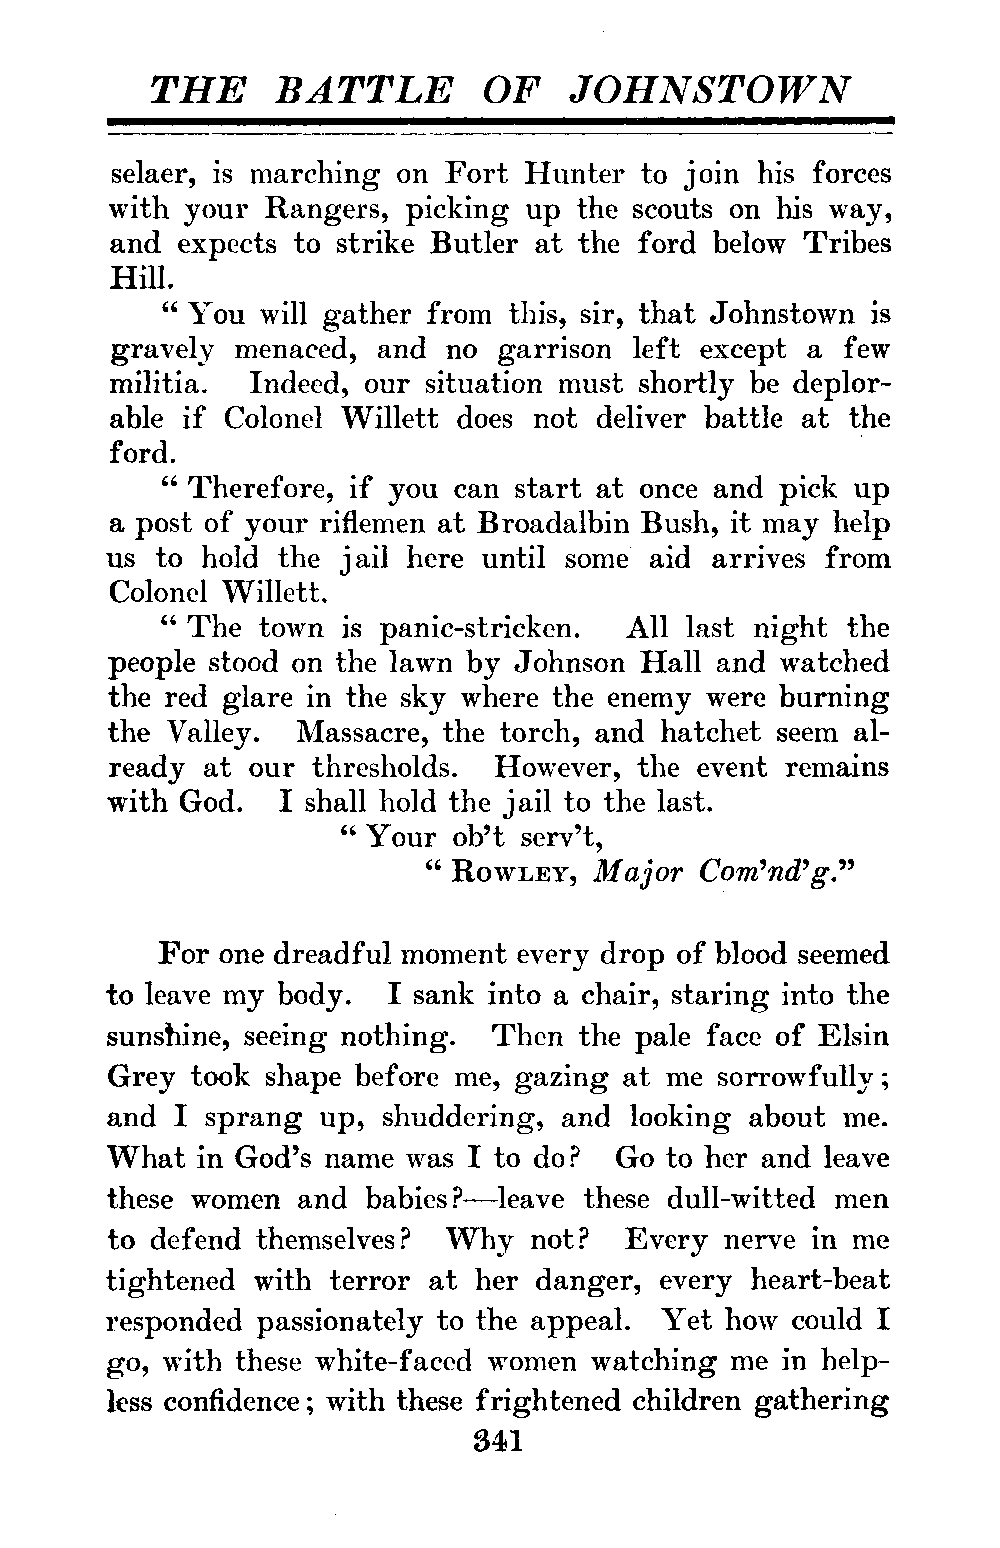 THE BATTLE OF JOHNSTOWN
selaer, is marching on Fort Hunter to join his forces
with your Rangers, picking up the scouts on his way,
and expects to strike Butler at the ford below Tribes
Hill.
“ You will gather from this, sir, that Johnstown is
gravely menaced, and no garrison left except a few
militia. Indeed, our situation must shortly be deplor-
able if Colonel Willett does not deliver battle at the
ford.
“ Therefore, if you can start at once and pick up
a post of your riflemen at Broadalbin Bush, it may help
us to hold the jail here until some aid arrives from
Colonel Willett.
“ The town is panic-stricken. All last night the
people stood on the lawn by Johnson Hall and watched
the red glare in the sky where the enemy were burning
the Valley. Massacre, the torch, and hatchet seem al-
ready at our thresholds. However, the event remains
with God. I shall hold the jail to the last.
“ Your ob’t serv’t,
“ ROWLEY, Major Com’nd’g.”
For one dreadful moment every drop of blood seemed
to leave my body. I sank into a chair, staring into the
sunshine, seeing nothing. Then the pale face of Elsin
Grey took shape before me, gazing at me sorrowfully;
and I sprang up, shuddering, and looking about me.
What in God’s name was I to do? Go to her and leave
these women and babies?—leave these dull-witted men
to defend themselves? Why not? Every nerve in me
tightened with terror at her danger, every heart-beat
responded passionately to the appeal. Yet how could I
go, with these white-faced women watching me in help-
less confidence; with these frightened children gathering
341